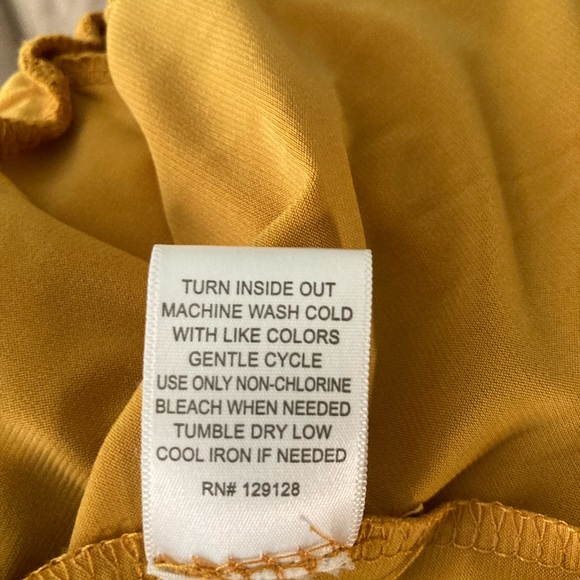 TURN INSIDE OUT
MACHINE WASH COLD
WITH LIKE COLORS
GENTLE CYCLE
USE ONLY NON-CHLORINE
BLEACH WHEN NEEDED
TUMBLE DRY LOW
COOL IRON IF NEEDED
RN# 129128